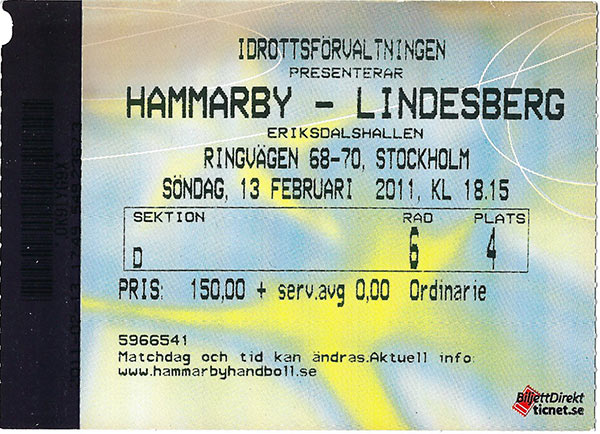 IDROTTSFÖRVALTNINGEN
PRESENTERAR
HAMMARBY - LINDESBERG
ERIKSDALSHALLEN
RINGVÄGEN 68-70, STOCKHOLM
SÖNDAG, 13 FEBRUARI 2011, KL 18.15
SEKTION RAD PLATS
D 6 4
PRIS: 150,00 + serv.avg 0,00 Ordinarie
5966541
Matchdag och tid kan ändras.Aktuell info:
www.hammarbyhandboll.se
BiljettDirekt
ticnet.se